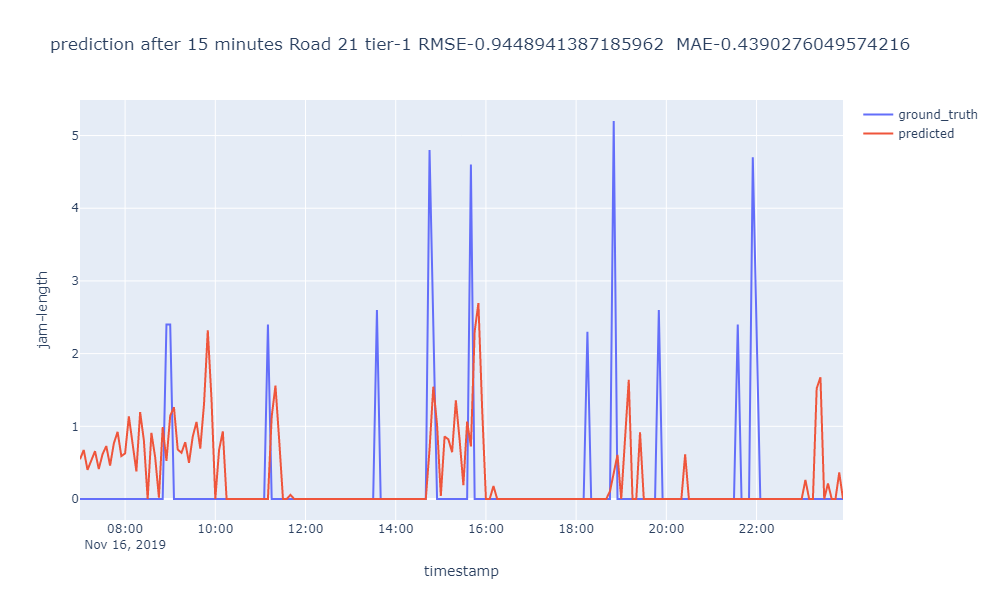 prediction after 15 minutes Road 21 tier-1 RMSE-0.9448941387185962  MAE-0.4390276049574216
ground_truth
predicted
5
4
3
2
1
0
jam-length
08:00 10:00 12:00 14:00 16:00 18:00 20:00 22:00
Nov 16, 2019
timestamp